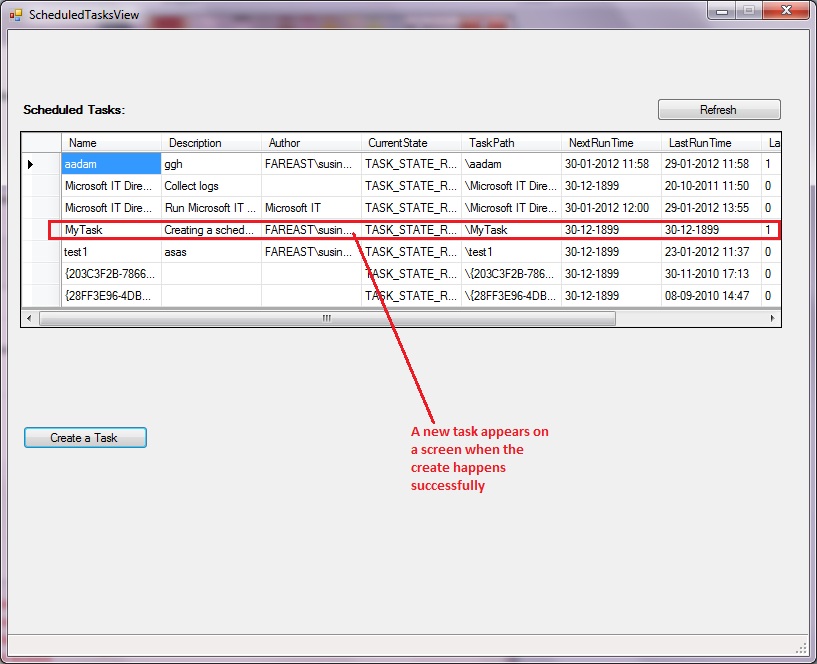 ScheduledTasksView
Scheduled Tasks:
Refresh
Name Description Author CurrentState TaskPath NextRunTime LastRunTime La
aadam ggh FAREAST\susin... TASK_STATE_R... \aadam 30-01-2012 11:58 29-01-2012 11:58 1
Microsoft IT Dire... Collect logs TASK_STATE_R... \Microsoft IT Dire... 30-12-1899 20-10-2011 11:50 0
Microsoft IT Dire... Run Microsoft IT ... Microsoft IT TASK_STATE_R... \Microsoft IT Dire... 30-01-2012 12:00 29-01-2012 13:55 0
MyTask Creating a sched... FAREAST\susin... TASK_STATE_R... \MyTask 30-12-1899 30-12-1899 1
test1 asas FAREAST\susin... TASK_STATE_R... \test1 30-12-1899 23-01-2012 11:37 0
{203C3F2B-7866... TASK_STATE_R... \{203C3F2B-786... 30-12-1899 30-11-2010 17:13 0
{28FF3E96-4DB... TASK_STATE_R... \{28FF3E96-4DB... 30-12-1899 08-09-2010 14:47 0
Create a Task
A new task appears on
a screen when the
create happens
successfully